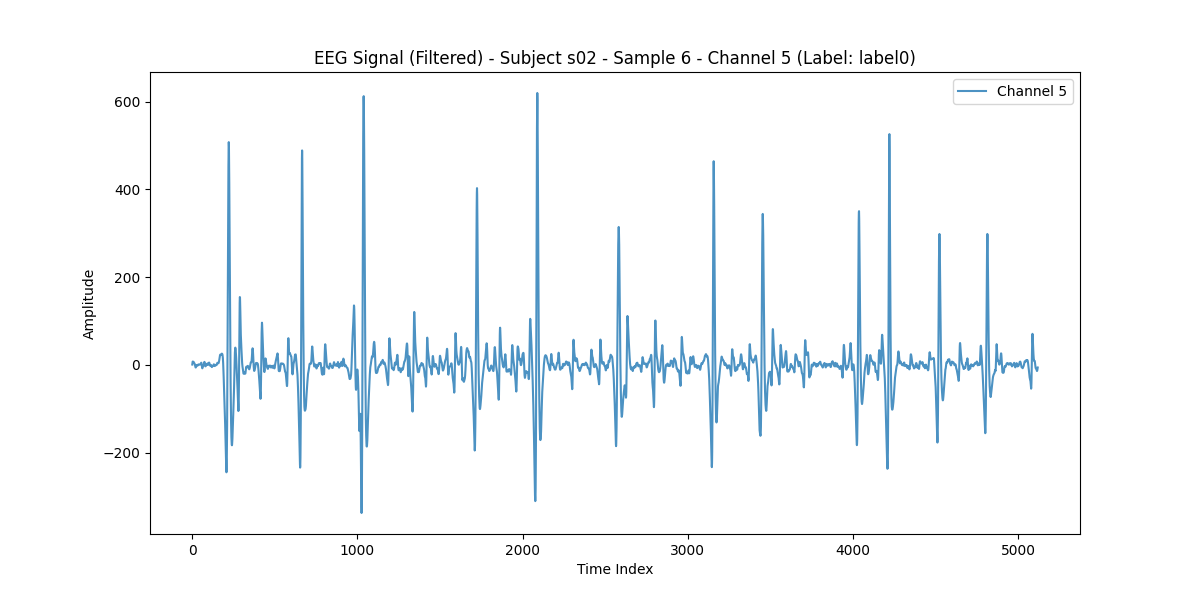 EEG Signal (Filtered) - Subject s02 - Sample 6 - Channel 5 (Label: label0)
Channel 5
600
400
200
0
−200
Amplitude
0 1000 2000 3000 4000 5000
Time Index